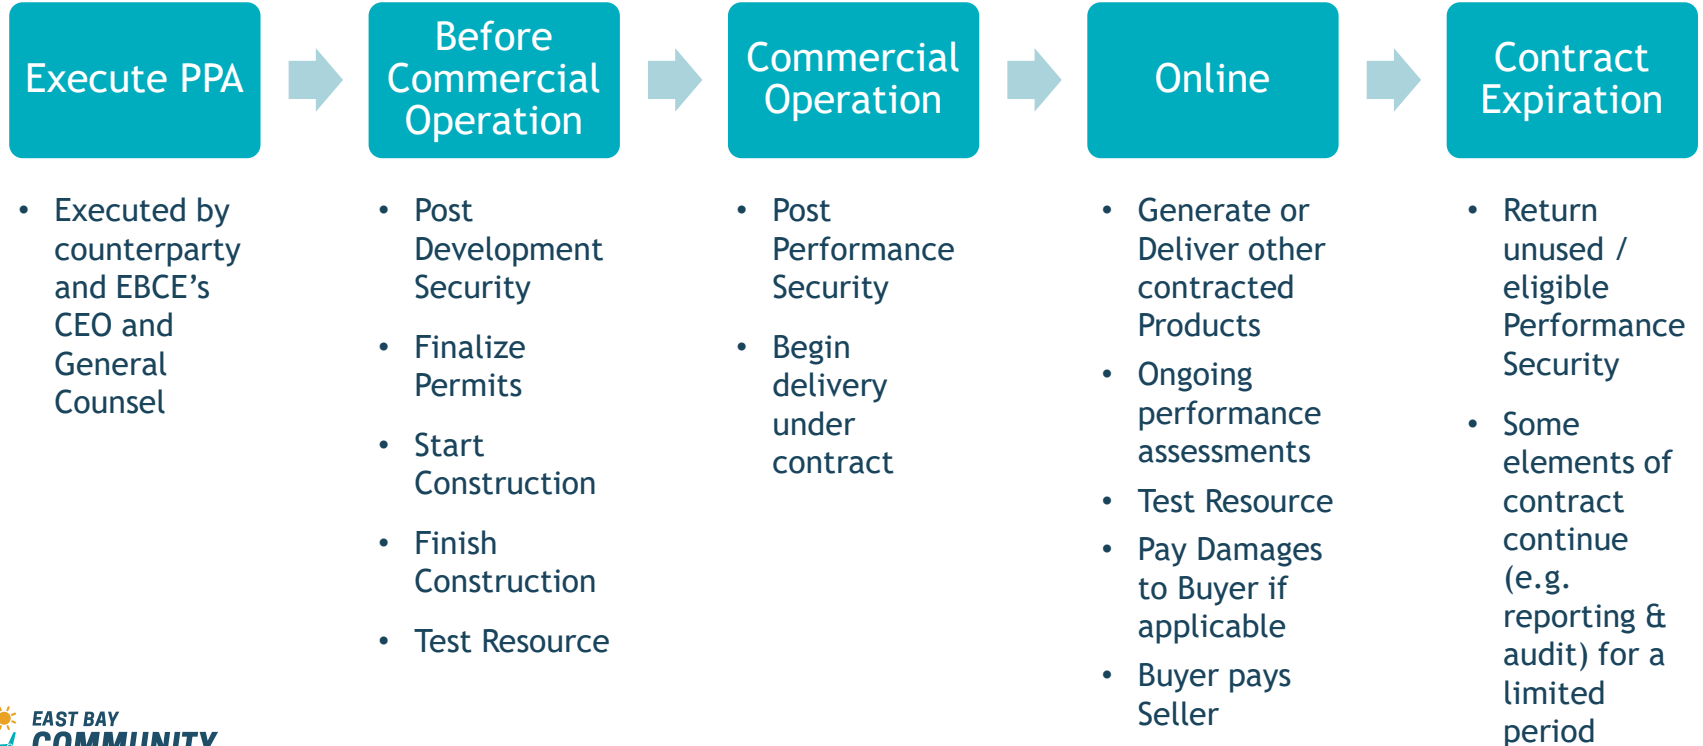 Execute PPA
Before
Commercial
Operation
Commercial
Operation
Online
Contract
Expiration
• Executed by
counterparty
and EBCE’s
CEO and
General
Counsel
• Post
Development
Security
• Finalize
Permits
• Start
Construction
• Finish
Construction
• Test Resource
• Post
Performance
Security
• Begin
delivery
under
contract
• Generate or
Deliver other
contracted
Products
• Ongoing
performance
assessments
• Test Resource
• Pay Damages
to Buyer if
applicable
• Buyer pays
Seller
• Return
unused /
eligible
Performance
Security
• Some
elements of
contract
continue
(e.g.
reporting &
audit) for a
limited
period
EAST BAY
COMMUNITY